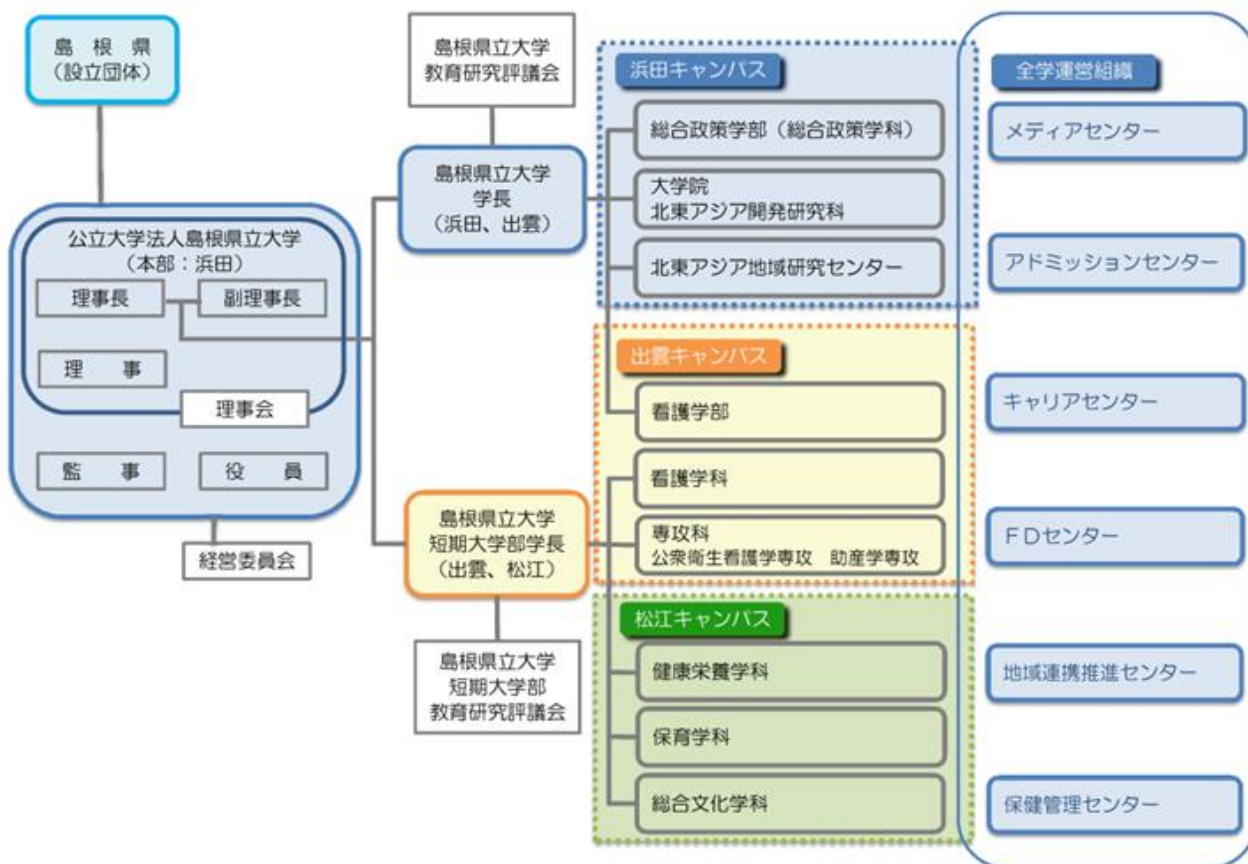 島 根 県
（設立団体）
公立大学法人島根県立大学
（本部：浜田）
理事長
副理事長
理 事
理事会
監 事
役 員
経営委員会
島根県立大学
教育研究評議会
島根県立大学
学長
（浜田、出雲）
島根県立大学
短期大学部学長
（出雲、松江）
島根県立大学
短期大学部
教育研究評議会
浜田キャンパス
総合政策学部（総合政策学科）
大学院
北東アジア開発研究科
北東アジア地域研究センター
出雲キャンパス
看護学部
看護学科
専攻科
公衆衛生看護学専攻 助産学専攻
松江キャンパス
健康栄養学科
保育学科
総合文化学科
全学運営組織
メディアセンター
アドミッションセンター
キャリアセンター
ＦＤセンター
地域連携推進センター
保健管理センター